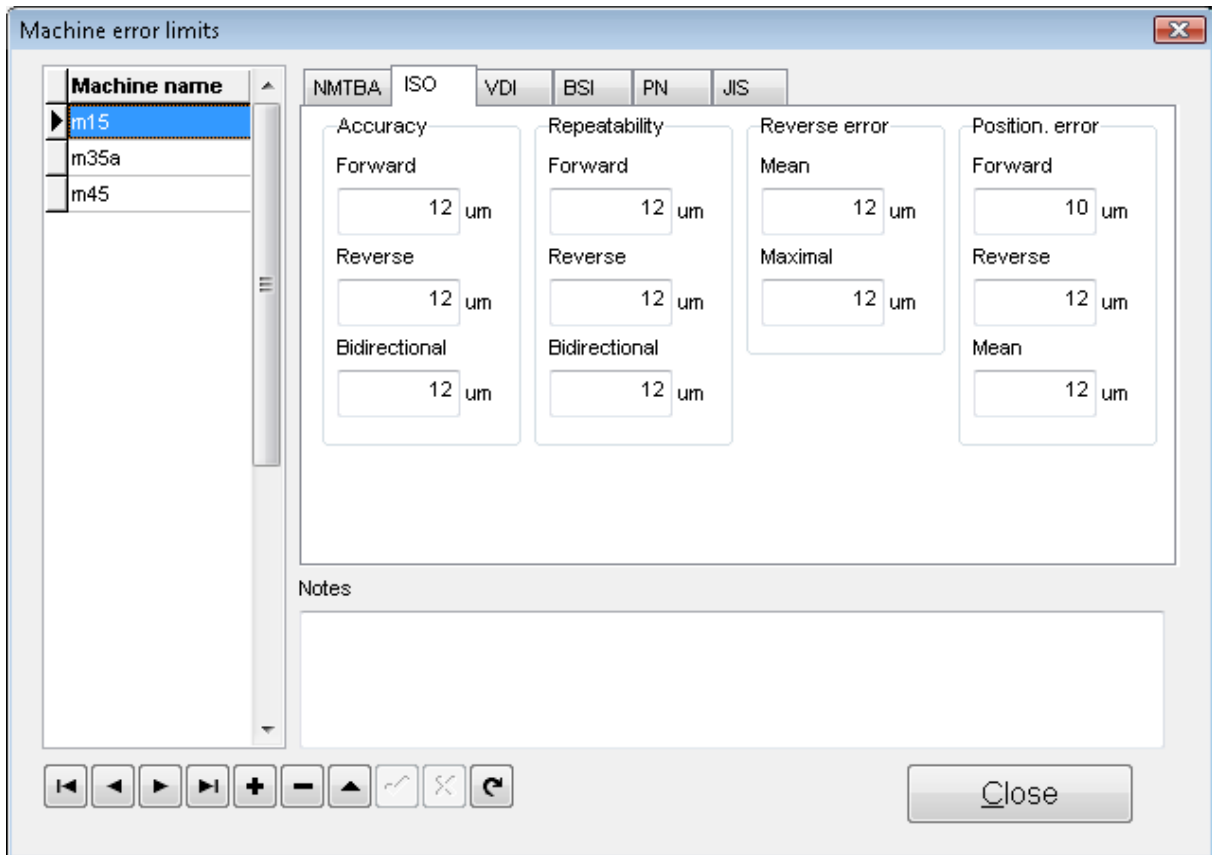 Machine error limits
Machine name
m15
m35a
m45
NMTBA ISO VDI BSI PN JIS
Accuracy Repeatability Reverse error Position. error
Forward Forward Mean Forward
12 um 12 um 12 um 10 um
Reverse Reverse Maximal Reverse
12 um 12 um 12 um 12 um
Bidirectional Bidirectional Mean
12 um 12 um 12 um
Notes
Close